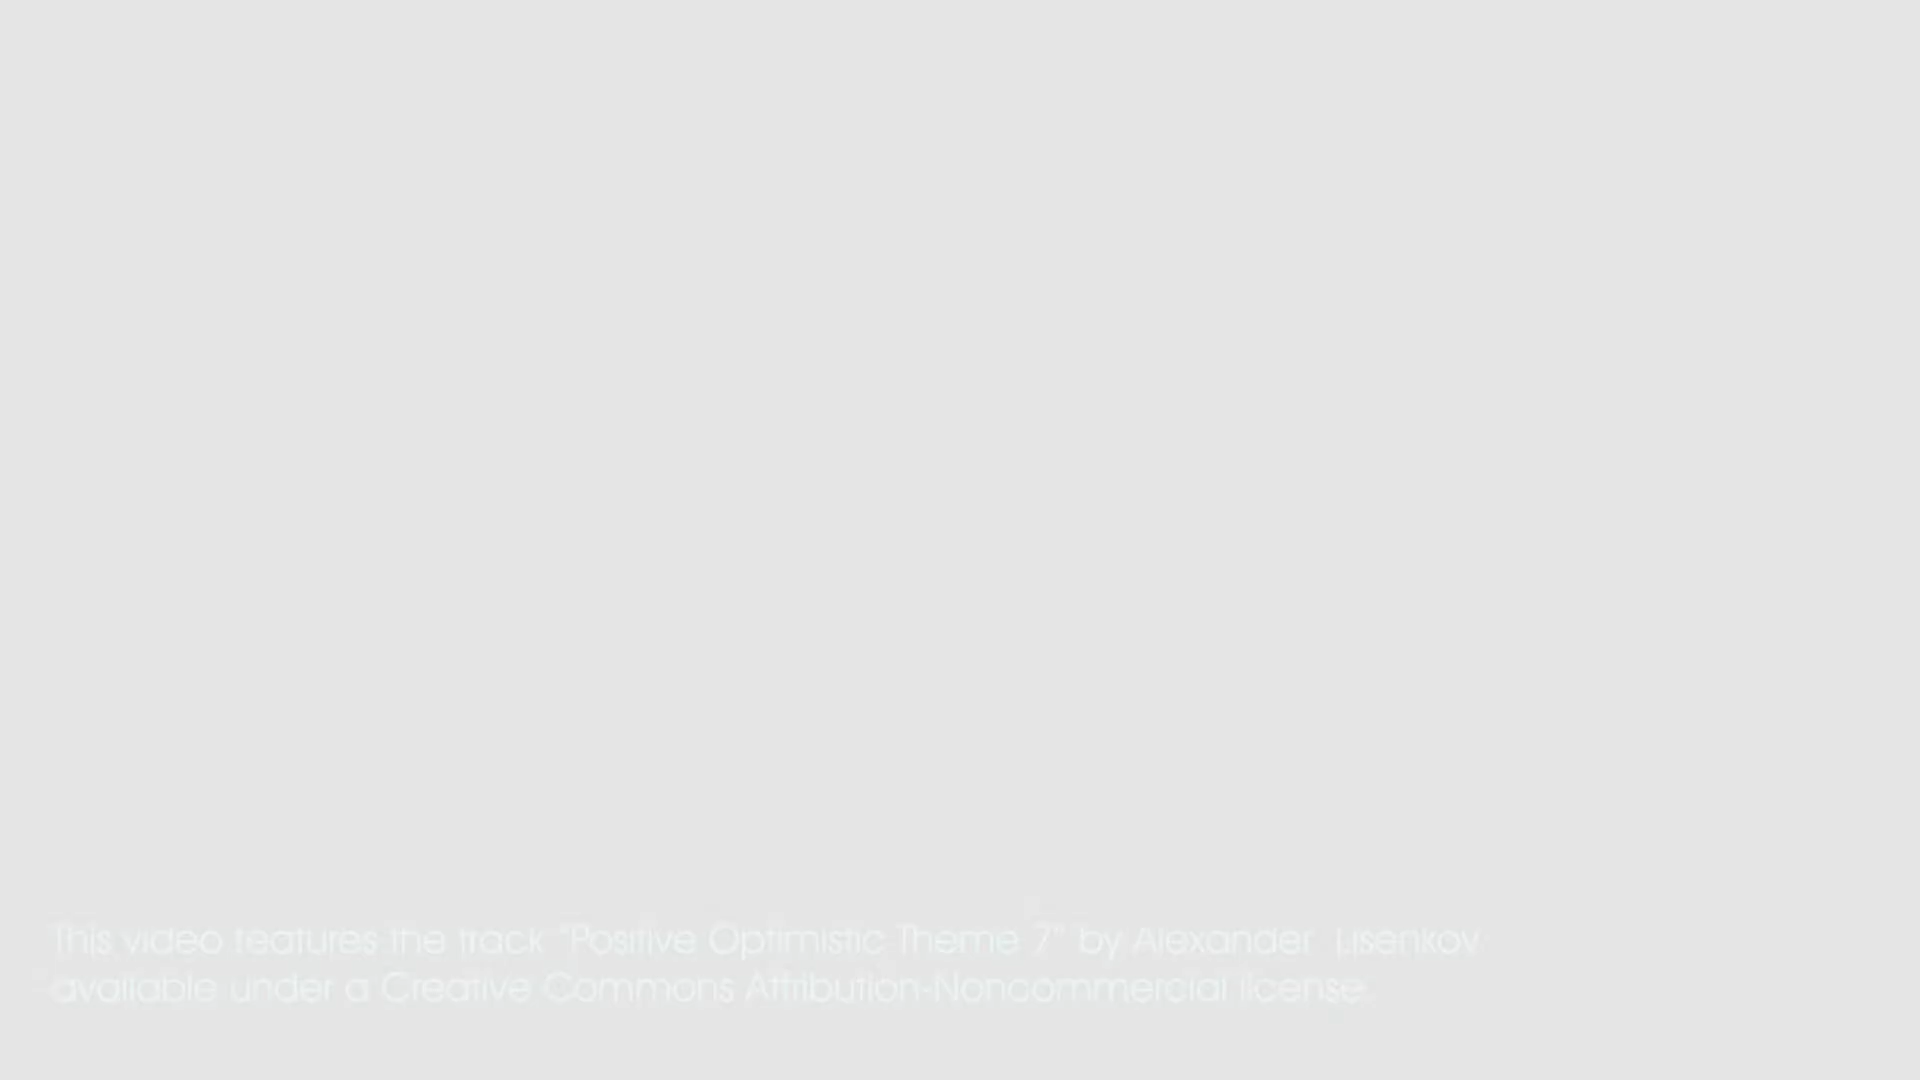 This video features the track "Positive Optimistic Theme 7" by Alexander Lisenkov
available under a Creative Commons Attribution-Noncommercial license.